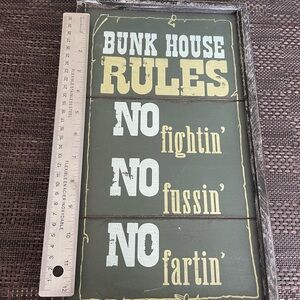 BUNK HOUSE
RULES
NO
fightin'
NO
fussin'
NO
fartin'